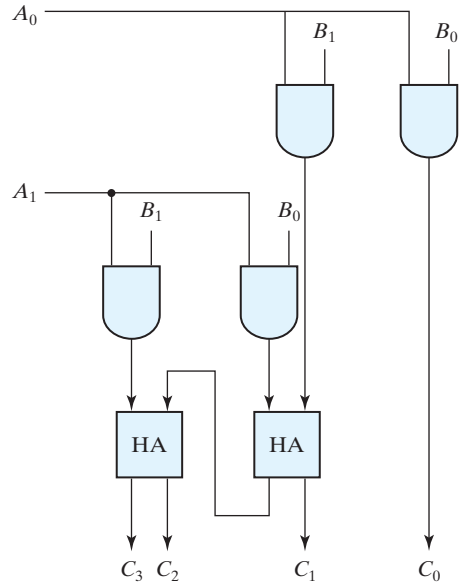 A₀
B₁ B₀
A₁
B₁ B₀
HA HA
C₃ C₂ C₁ C₀